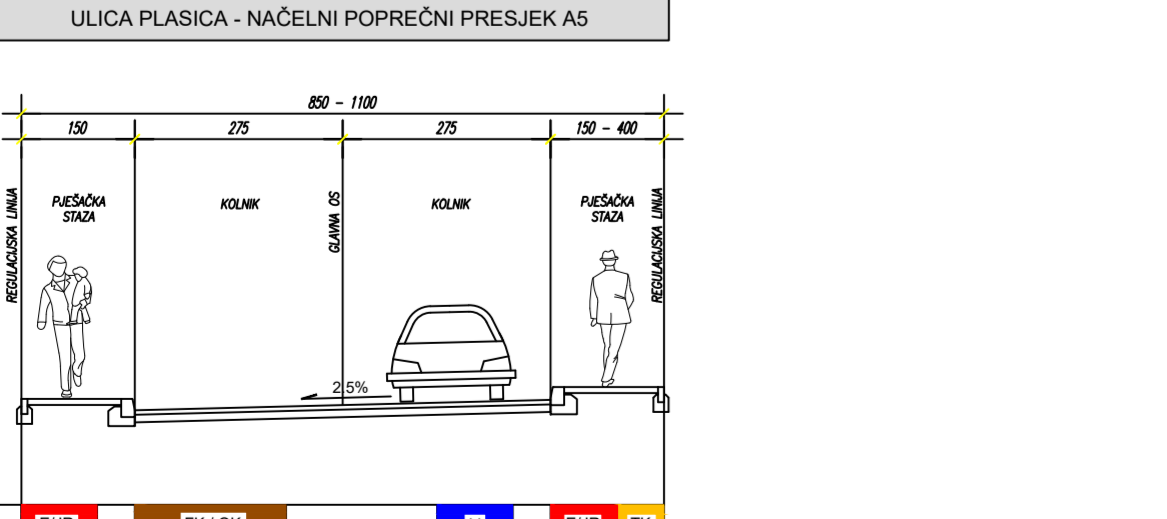 ULICA PLASICA - NAČELNI POPREČNI PRESJEK A5
850 - 1100
150
275
275
150 - 400
REGULACIJSKA LINIJA
PJEŠAČKA
STAZA
KOLNIK
GLAVNA OS
KOLNIK
PJEŠAČKA
STAZA
REGULACIJSKA LINIJA
2,5%